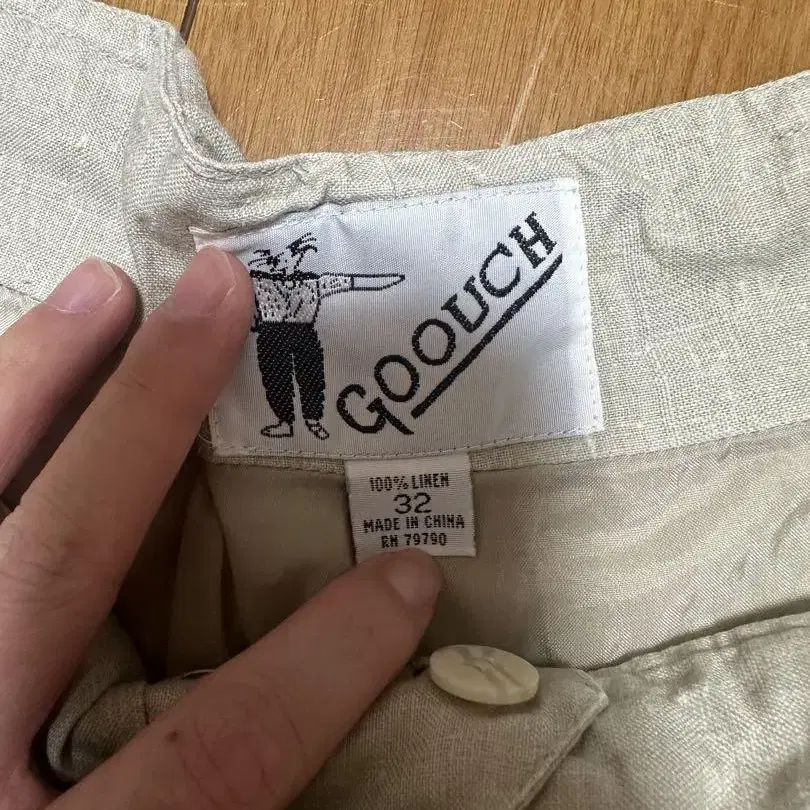 GOOUCH
100% LINEN
32
MADE IN CHINA
RN 79790